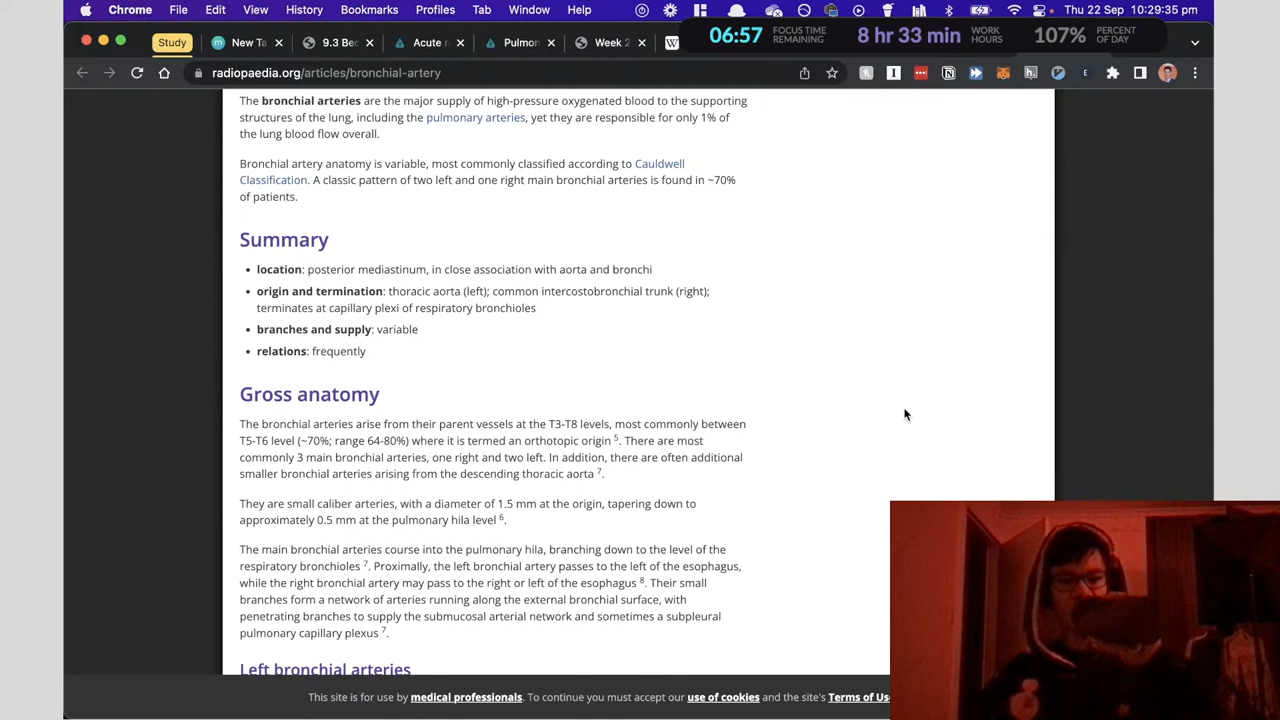 Chrome File Edit View History Bookmarks Profiles Tab Window Help Thu 22 Sep 10:29:35 pm
06:57 FOCUS TIME REMAINING 8 hr 33 min WORK HOURS 107% PERCENT OF DAY
Study New Ta 9.3 Bec Acute r Pulmon Week 2
radiopaedia.org/articles/bronchial-artery
The bronchial arteries are the major supply of high-pressure oxygenated blood to the supporting
structures of the lung, including the pulmonary arteries, yet they are responsible for only 1% of
the lung blood flow overall.
Bronchial artery anatomy is variable, most commonly classified according to Cauldwell
Classification. A classic pattern of two left and one right main bronchial arteries is found in ~70%
of patients.
Summary
• location: posterior mediastinum, in close association with aorta and bronchi
• origin and termination: thoracic aorta (left); common intercostobronchial trunk (right);
terminates at capillary plexi of respiratory bronchioles
• branches and supply: variable
• relations: frequently
Gross anatomy
The bronchial arteries arise from their parent vessels at the T3-T8 levels, most commonly between
T5-T6 level (~70%; range 64-80%) where it is termed an orthotopic origin 5. There are most
commonly 3 main bronchial arteries, one right and two left. In addition, there are often additional
smaller bronchial arteries arising from the descending thoracic aorta 7.
They are small caliber arteries, with a diameter of 1.5 mm at the origin, tapering down to
approximately 0.5 mm at the pulmonary hila level 6.
The main bronchial arteries course into the pulmonary hila, branching down to the level of the
respiratory bronchioles 7. Proximally, the left bronchial artery passes to the left of the esophagus,
while the right bronchial artery may pass to the right or left of the esophagus 8. Their small
branches form a network of arteries running along the external bronchial surface, with
penetrating branches to supply the submucosal arterial network and sometimes a subpleural
pulmonary capillary plexus 7.
Left bronchial arteries
This site is for use by medical professionals. To continue you must accept our use of cookies and the site's Terms of Use